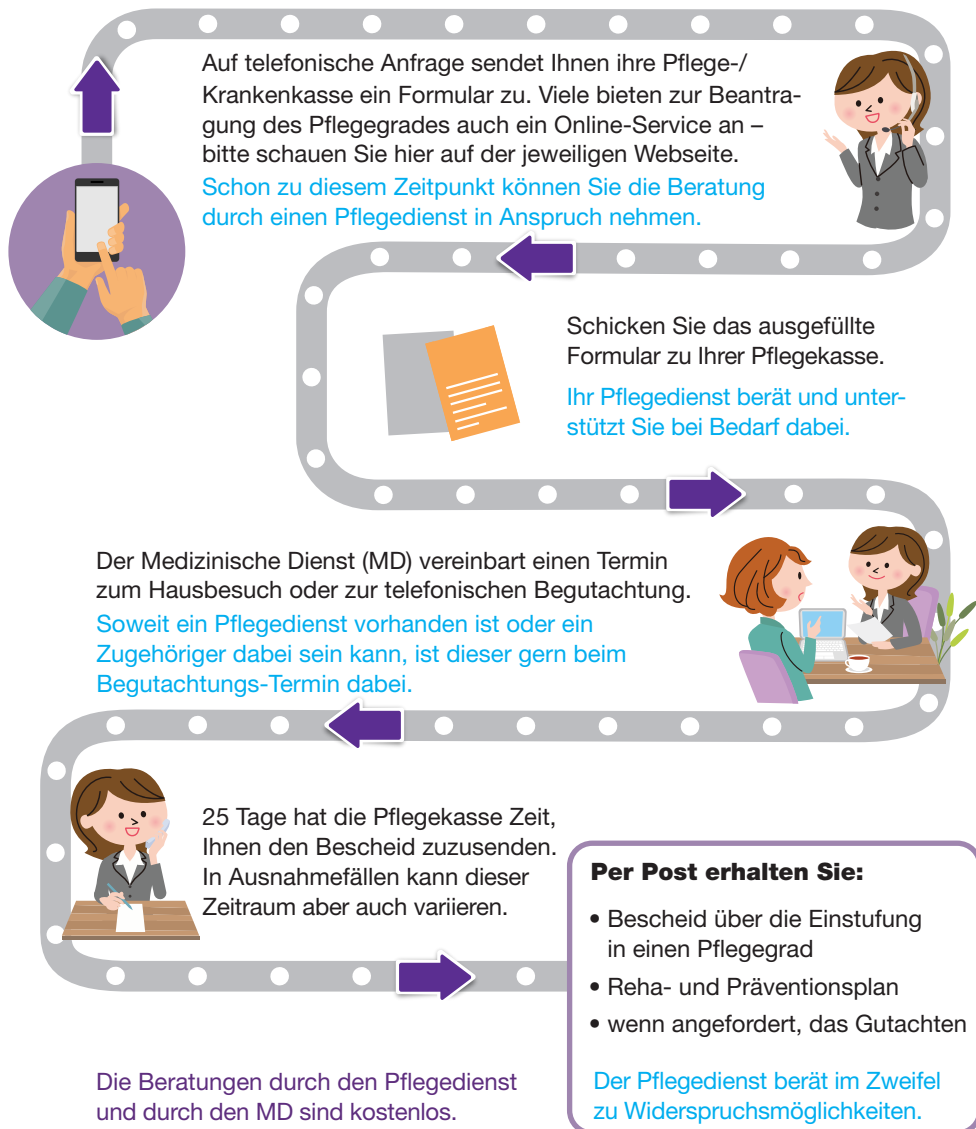 Auf telefonische Anfrage sendet Ihnen ihre Pflege-/
Krankenkasse ein Formular zu. Viele bieten zur Beantra-
gung des Pflegegrades auch ein Online-Service an –
bitte schauen Sie hier auf der jeweiligen Webseite.
Schon zu diesem Zeitpunkt können Sie die Beratung
durch einen Pflegedienst in Anspruch nehmen.
Schicken Sie das ausgefüllte
Formular zu Ihrer Pflegekasse.
Ihr Pflegedienst berät und unter-
stützt Sie bei Bedarf dabei.
Der Medizinische Dienst (MD) vereinbart einen Termin
zum Hausbesuch oder zur telefonischen Begutachtung.
Soweit ein Pflegedienst vorhanden ist oder ein
Zugehöriger dabei sein kann, ist dieser gern beim
Begutachtungs-Termin dabei.
25 Tage hat die Pflegekasse Zeit,
Ihnen den Bescheid zuzusenden.
In Ausnahmefällen kann dieser
Zeitraum aber auch variieren.
Per Post erhalten Sie:
• Bescheid über die Einstufung
in einen Pflegegrad
• Reha- und Präventionsplan
• wenn angefordert, das Gutachten
Der Pflegedienst berät im Zweifel
zu Widerspruchsmöglichkeiten.
Die Beratungen durch den Pflegedienst
und durch den MD sind kostenlos.